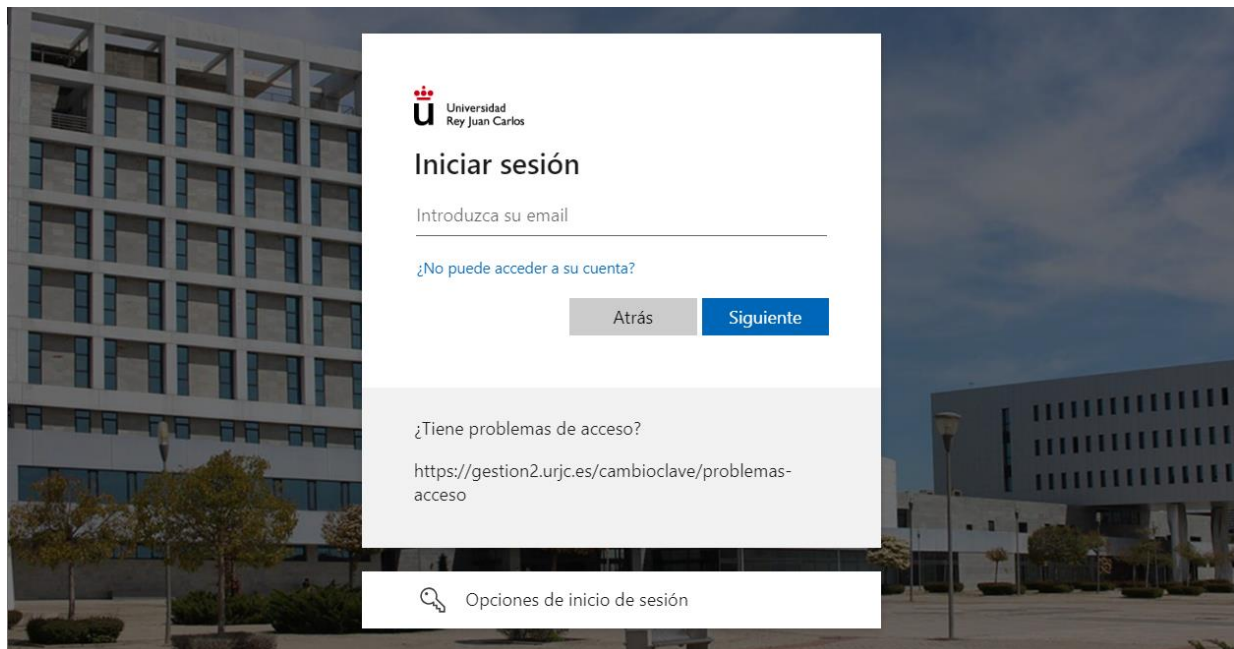 Universidad
Rey Juan Carlos
Iniciar sesión
Introduzca su email
¿No puede acceder a su cuenta?
Atrás Siguiente
¿Tiene problemas de acceso?
https://gestion2.urjc.es/cambioclave/problemas-
acceso
Opciones de inicio de sesión